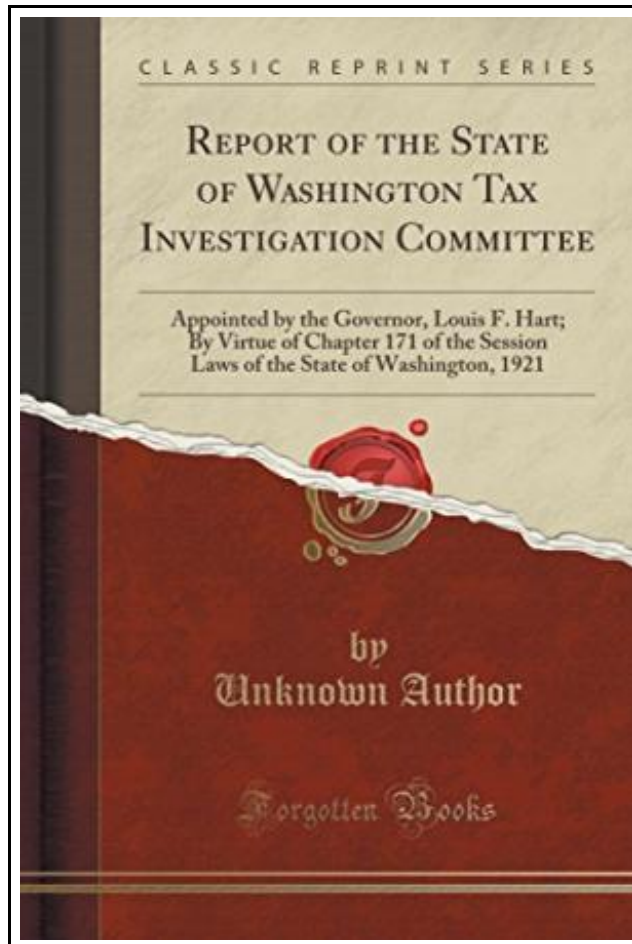 CLASSIC REPRINT SERIES
REPORT OF THE STATE
OF WASHINGTON TAX
INVESTIGATION COMMITTEE
Appointed by the Governor, Louis F. Hart;
By Virtue of Chapter 171 of the Session
Laws of the State of Washington, 1921
by
Unknown Author
Forgotten Books